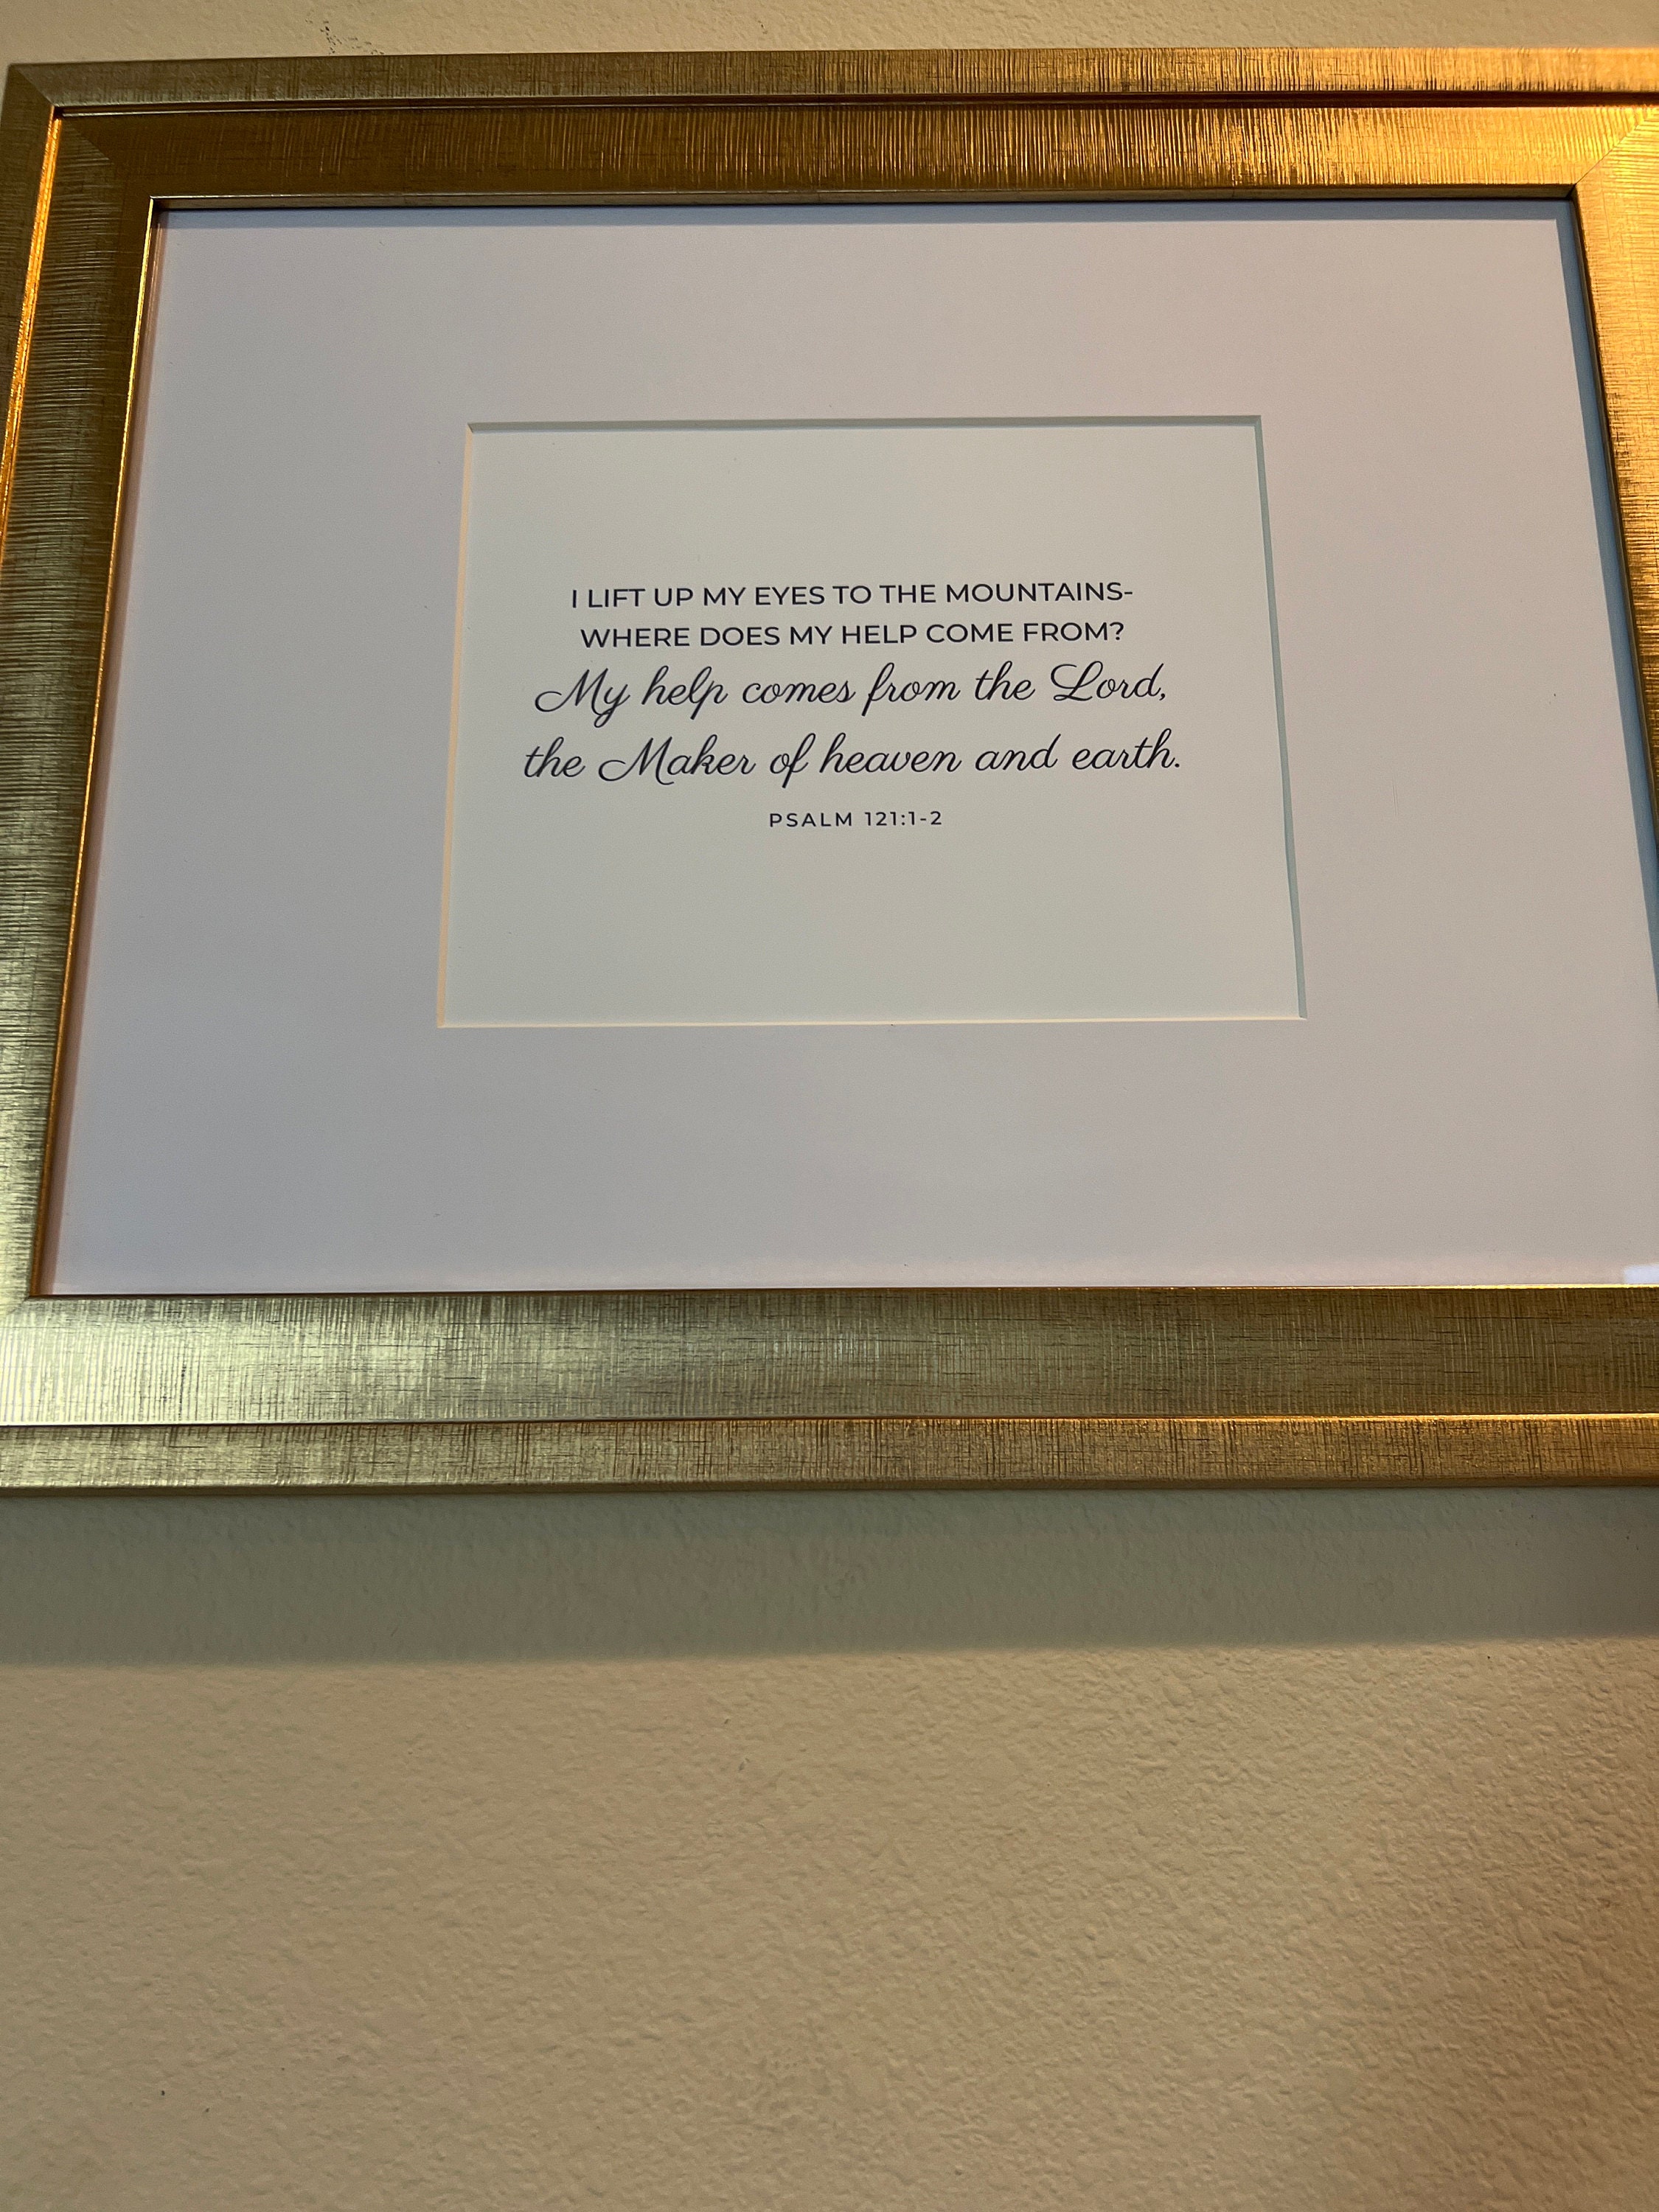 I LIFT UP MY EYES TO THE MOUNTAINS-
WHERE DOES MY HELP COME FROM?
My help comes from the Lord,
the Maker of heaven and earth.
PSALM 121:1-2